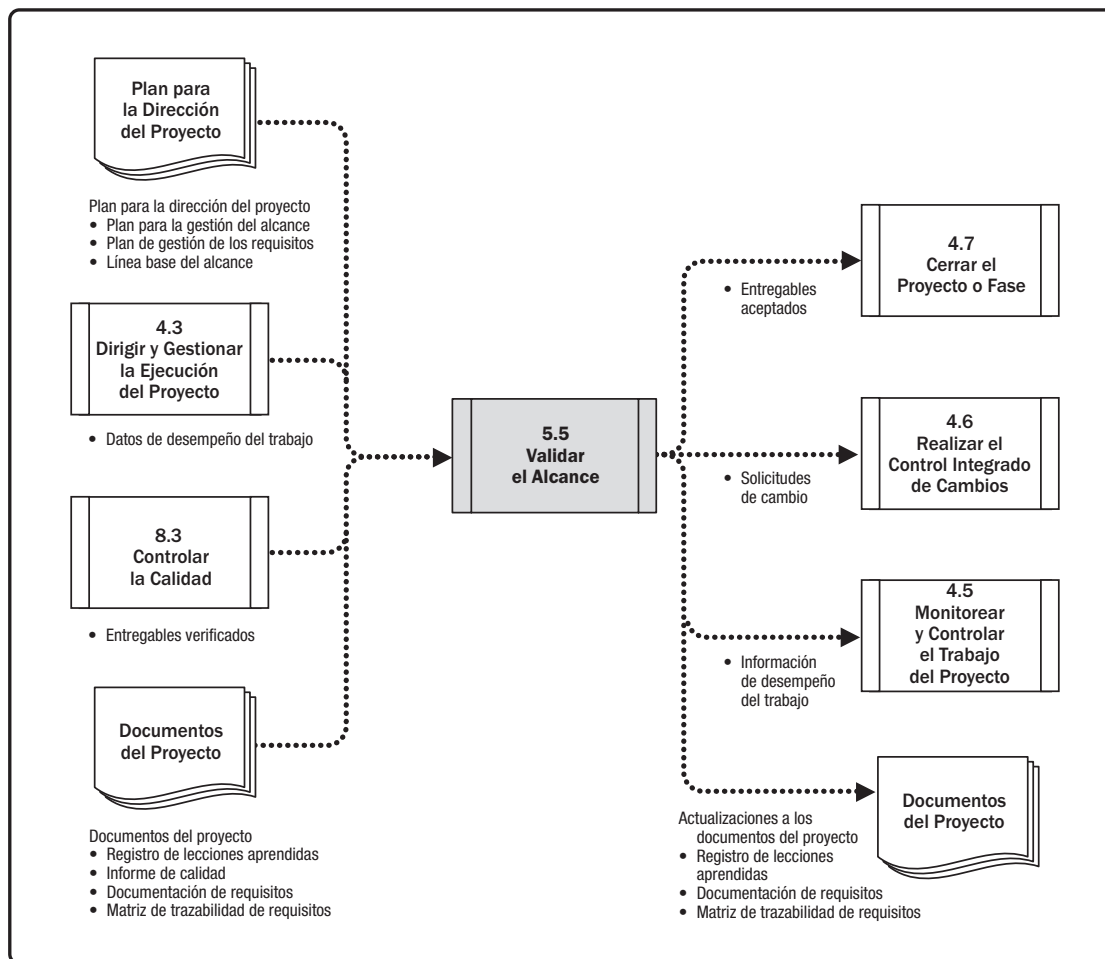 Plan para
la Dirección
del Proyecto
Plan para la dirección del proyecto
• Plan para la gestión del alcance
• Plan de gestión de los requisitos
• Línea base del alcance
4.3
Dirigir y Gestionar
la Ejecución
del Proyecto
• Datos de desempeño del trabajo
8.3
Controlar
la Calidad
• Entregables verificados
Documentos
del Proyecto
Documentos del proyecto
• Registro de lecciones aprendidas
• Informe de calidad
• Documentación de requisitos
• Matriz de trazabilidad de requisitos
5.5
Validar
el Alcance
• Entregables
aceptados
4.7
Cerrar el
Proyecto o Fase
• Solicitudes
de cambio
4.6
Realizar el
Control Integrado
de Cambios
• Información
de desempeño
del trabajo
4.5
Monitorear
y Controlar
el Trabajo
del Proyecto
Actualizaciones a los
documentos del proyecto
• Registro de lecciones
aprendidas
• Documentación de requisitos
• Matriz de trazabilidad de requisitos
Documentos
del Proyecto